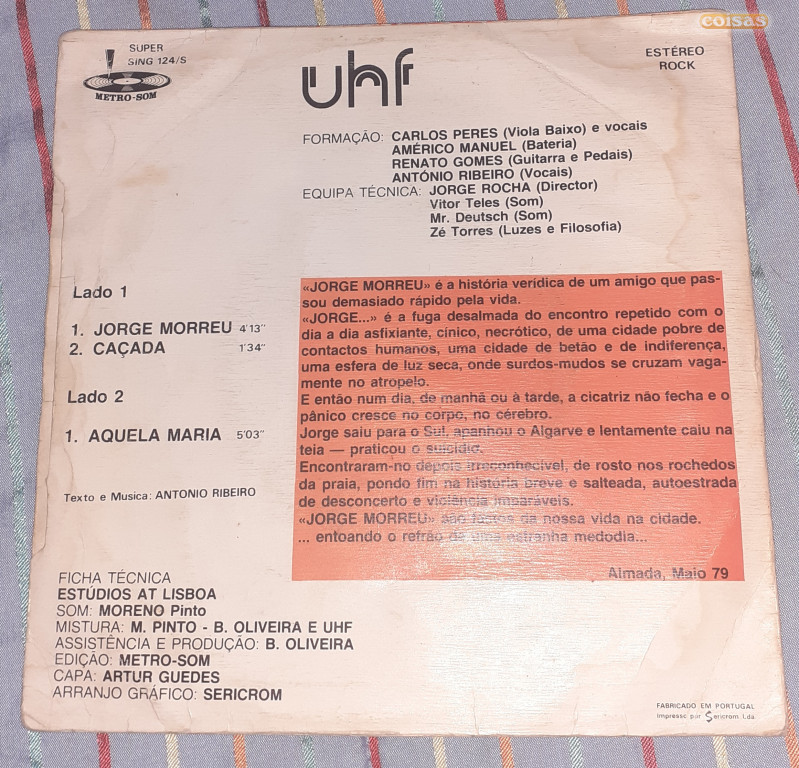 coisas
SUPER
SING 124/S
METRO-SOM
uhf
ESTÉREO
ROCK
FORMAÇÃO: CARLOS PERES (Viola Baixo) e vocais
AMÉRICO MANUEL (Bateria)
RENATO GOMES (Guitarra e Pedais)
ANTÓNIO RIBEIRO (Vocais)
EQUIPA TÉCNICA: JORGE ROCHA (Director)
Vitor Teles (Som)
Mr. Deutsch (Som)
Zé Torres (Luzes e Filosofia)
Lado 1
1. JORGE MORREU 4'13"
2. CAÇADA 1'34"
Lado 2
1. AQUELA MARIA 5'03"
Texto e Musica: ANTONIO RIBEIRO
«JORGE MORREU» é a história verídica de um amigo que pas-
sou demasiado rápido pela vida.
«JORGE...» é a fuga desalmada do encontro repetido com o
dia a dia asfixiante, cínico, necrótico, de uma cidade pobre de
contactos humanos, uma cidade de betão e de indiferença,
uma esfera de luz seca, onde surdos-mudos se cruzam vaga-
mente no atropelo.
E então num dia, de manhã ou à tarde, a cicatriz não fecha e o
pânico cresce no corpo, no cérebro.
Jorge saiu para o Sul, apanhou o Algarve e lentamente caiu na
teia — praticou o suicídio.
Encontraram-no depois irreconhecível, de rosto nos rochedos
da praia, pondo fim na história breve e salteada, autoestrada
de desconcerto e violência imparáveis.
«JORGE MORREU» são factos da nossa vida na cidade.
... entoando o refrão de uma estranha medodia...
Almada, Maio 79
FICHA TÉCNICA
ESTÚDIOS AT LISBOA
SOM: MORENO Pinto
MISTURA: M. PINTO - B. OLIVEIRA E UHF
ASSISTÊNCIA E PRODUÇÃO: B. OLIVEIRA
EDIÇÃO: METRO-SOM
CAPA: ARTUR GUEDES
ARRANJO GRÁFICO: SERICROM
FABRICADO EM PORTUGAL
Impresso por Sericrom, Lda.